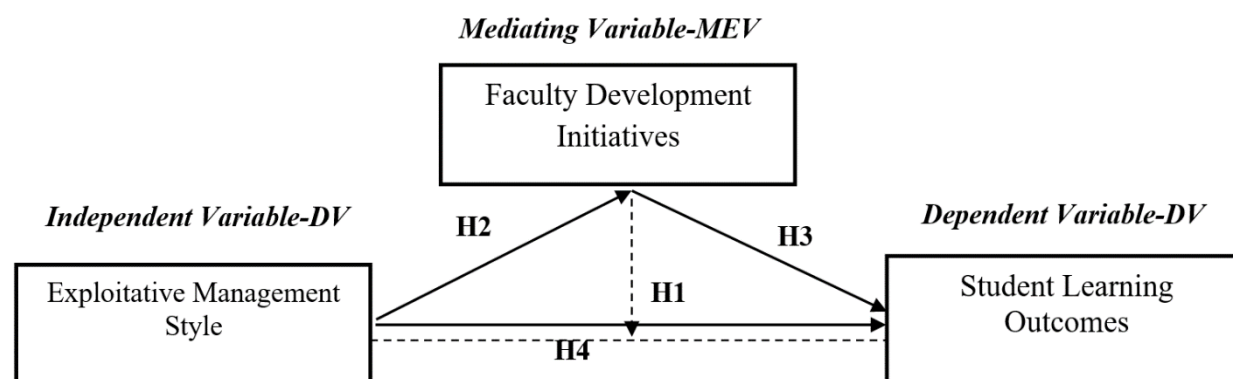 Mediating Variable-MEV
Faculty Development
Initiatives
Independent Variable-DV
Dependent Variable-DV
H2
H3
Exploitative Management
Style
H1
Student Learning
Outcomes
H4